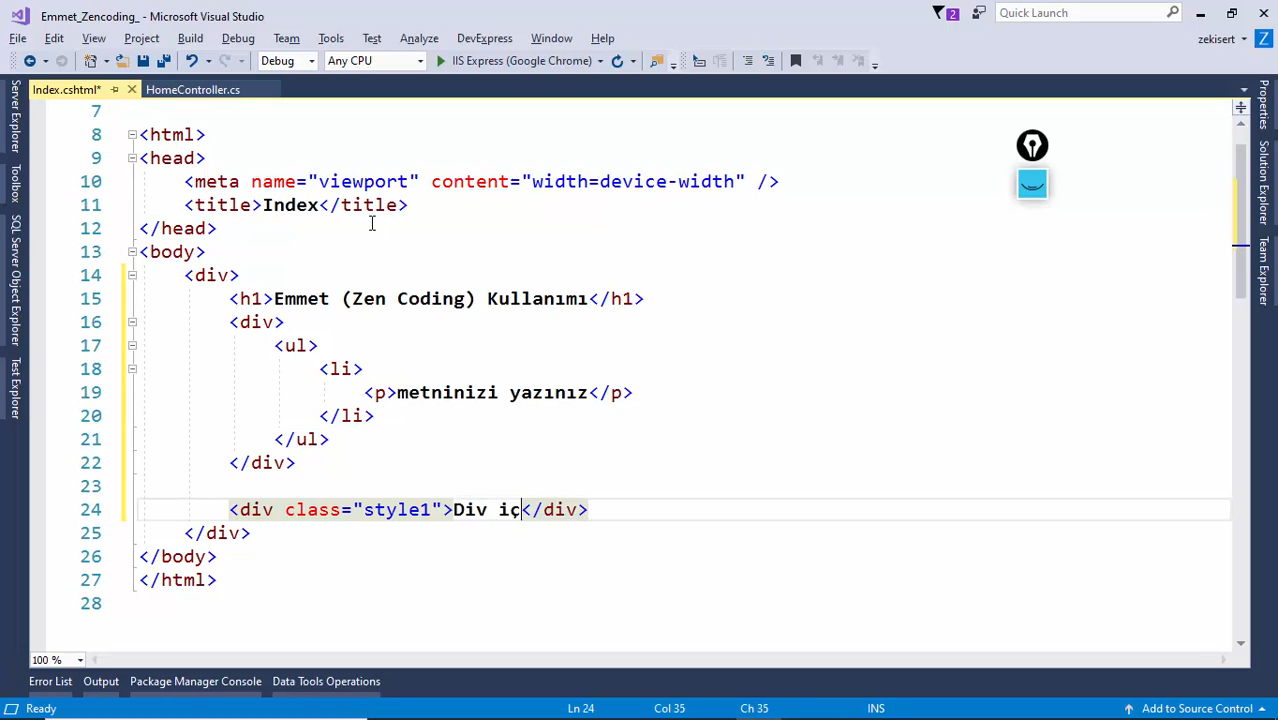 Emmet_Zencoding_ - Microsoft Visual Studio
2
Quick Launch
File Edit View Project Build Debug Team Tools Test Analyze DevExpress Window Help
zekisert Z
Debug Any CPU IIS Express (Google Chrome)
Index.cshtml* HomeController.cs
Server Explorer
Toolbox
SQL Server Object Explorer
Test Explorer
7
8 <html>
9 <head>
10 <meta name="viewport" content="width=device-width" />
11 <title>Index</title>
12 </head>
13 <body>
14 <div>
15 <h1>Emmet (Zen Coding) Kullanımı</h1>
16 <div>
17 <ul>
18 <li>
19 <p>metninizi yazınız</p>
20 </li>
21 </ul>
22 </div>
23
24 <div class="style1">Div iç</div>
25 </div>
26 </body>
27 </html>
28
Properties
Solution Explorer
Team Explorer
100 %
Error List Output Package Manager Console Data Tools Operations
Ready Ln 24 Col 35 Ch 35 INS Add to Source Control